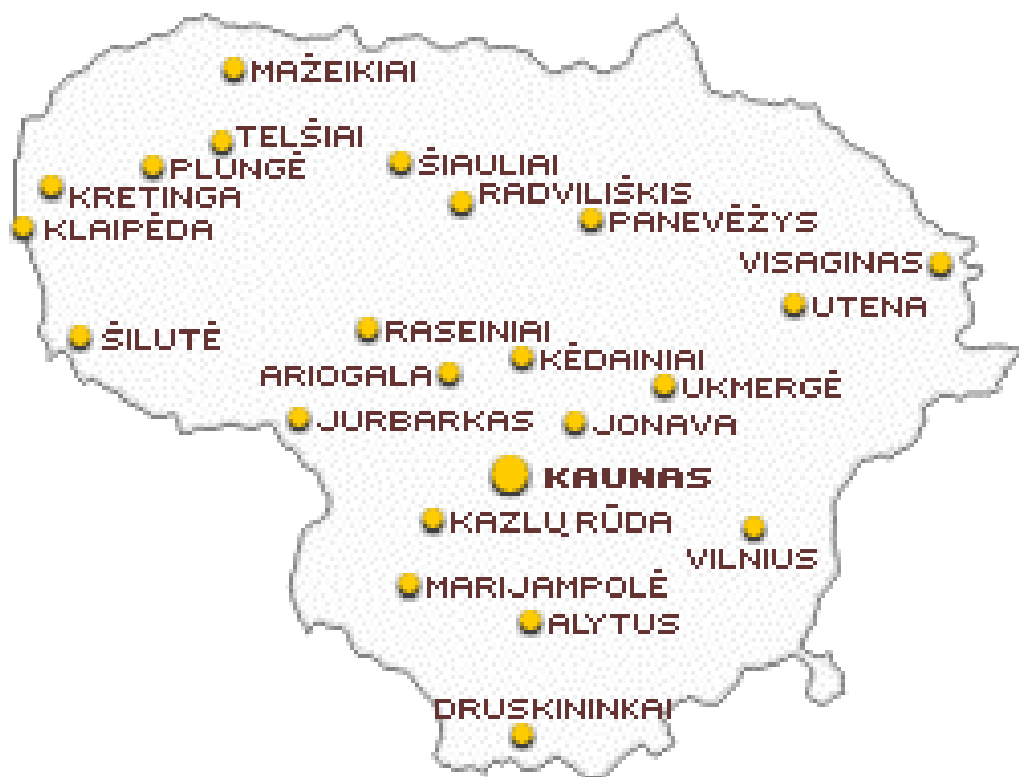 MAŽEIKIAI
TELŠIAI
PLUNGĖ
ŠIAULIAI
KRETINGA
RADVILIŠKIS
PANEVĖŽYS
KLAIPĖDA
VISAGINAS
UTENA
ŠILUTĖ
RASEINIAI
KĖDAINIAI
ARIOGALA
UKMERGĖ
JURBARKAS
JONAVA
KAUNAS
KAZLŲ RŪDA
VILNIUS
MARIJAMPOLĖ
ALYTUS
DRUSKININKAI